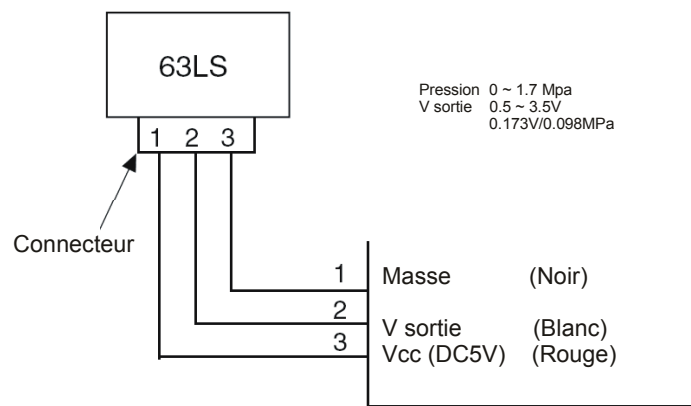 63LS
Pression 0 ~ 1.7 Mpa
V sortie 0.5 ~ 3.5V
0.173V/0.098MPa
1 2 3
Connecteur
1 Masse (Noir)
2 V sortie (Blanc)
3 Vcc (DC5V) (Rouge)